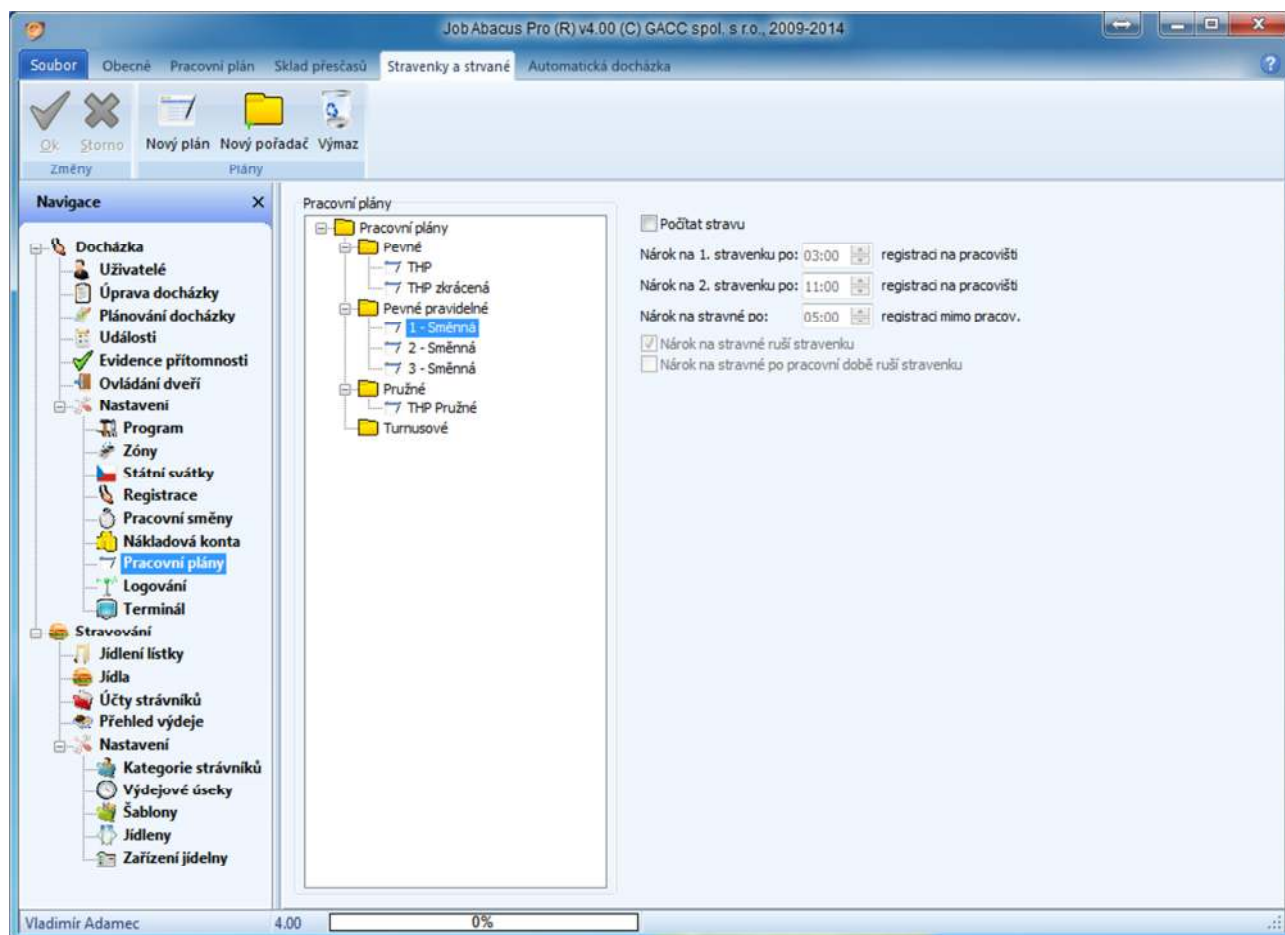 Job Abacus Pro (R) v4.00 (C) GACC spol. s r.o., 2009-2014
Soubor Obecné Pracovní plán Sklad přesčasů Stravenky a strvané Automatická docházka
Ok Storno Nový plán Nový pořadač Výmaz
Změny Plány
Navigace
Docházka
Uživatelé
Úprava docházky
Plánování docházky
Události
Evidence přítomnosti
Ovládání dveří
Nastavení
Program
Zóny
Státní svátky
Registrace
Pracovní směny
Nákladová konta
Pracovní plány
Logování
Terminál
Stravování
Jídlení lístky
Jídla
Účty strávníků
Přehled výdeje
Nastavení
Kategorie strávníků
Výdejové úseky
Šablony
Jídleny
Zařízení jídelny
Pracovní plány
Pracovní plány
Pevné
THP
THP zkrácená
Pevné pravidelné
1 - Směnná
2 - Směnná
3 - Směnná
Pružné
THP Pružné
Turnusové
Počítat stravu
Nárok na 1. stravenku po: 03:00 registraci na pracovišti
Nárok na 2. stravenku po: 11:00 registraci na pracovišti
Nárok na stravné po: 05:00 registraci mimo pracov.
Nárok na stravné ruší stravenku
Nárok na stravné po pracovní době ruší stravenku
Vladimír Adamec 4.00 0%